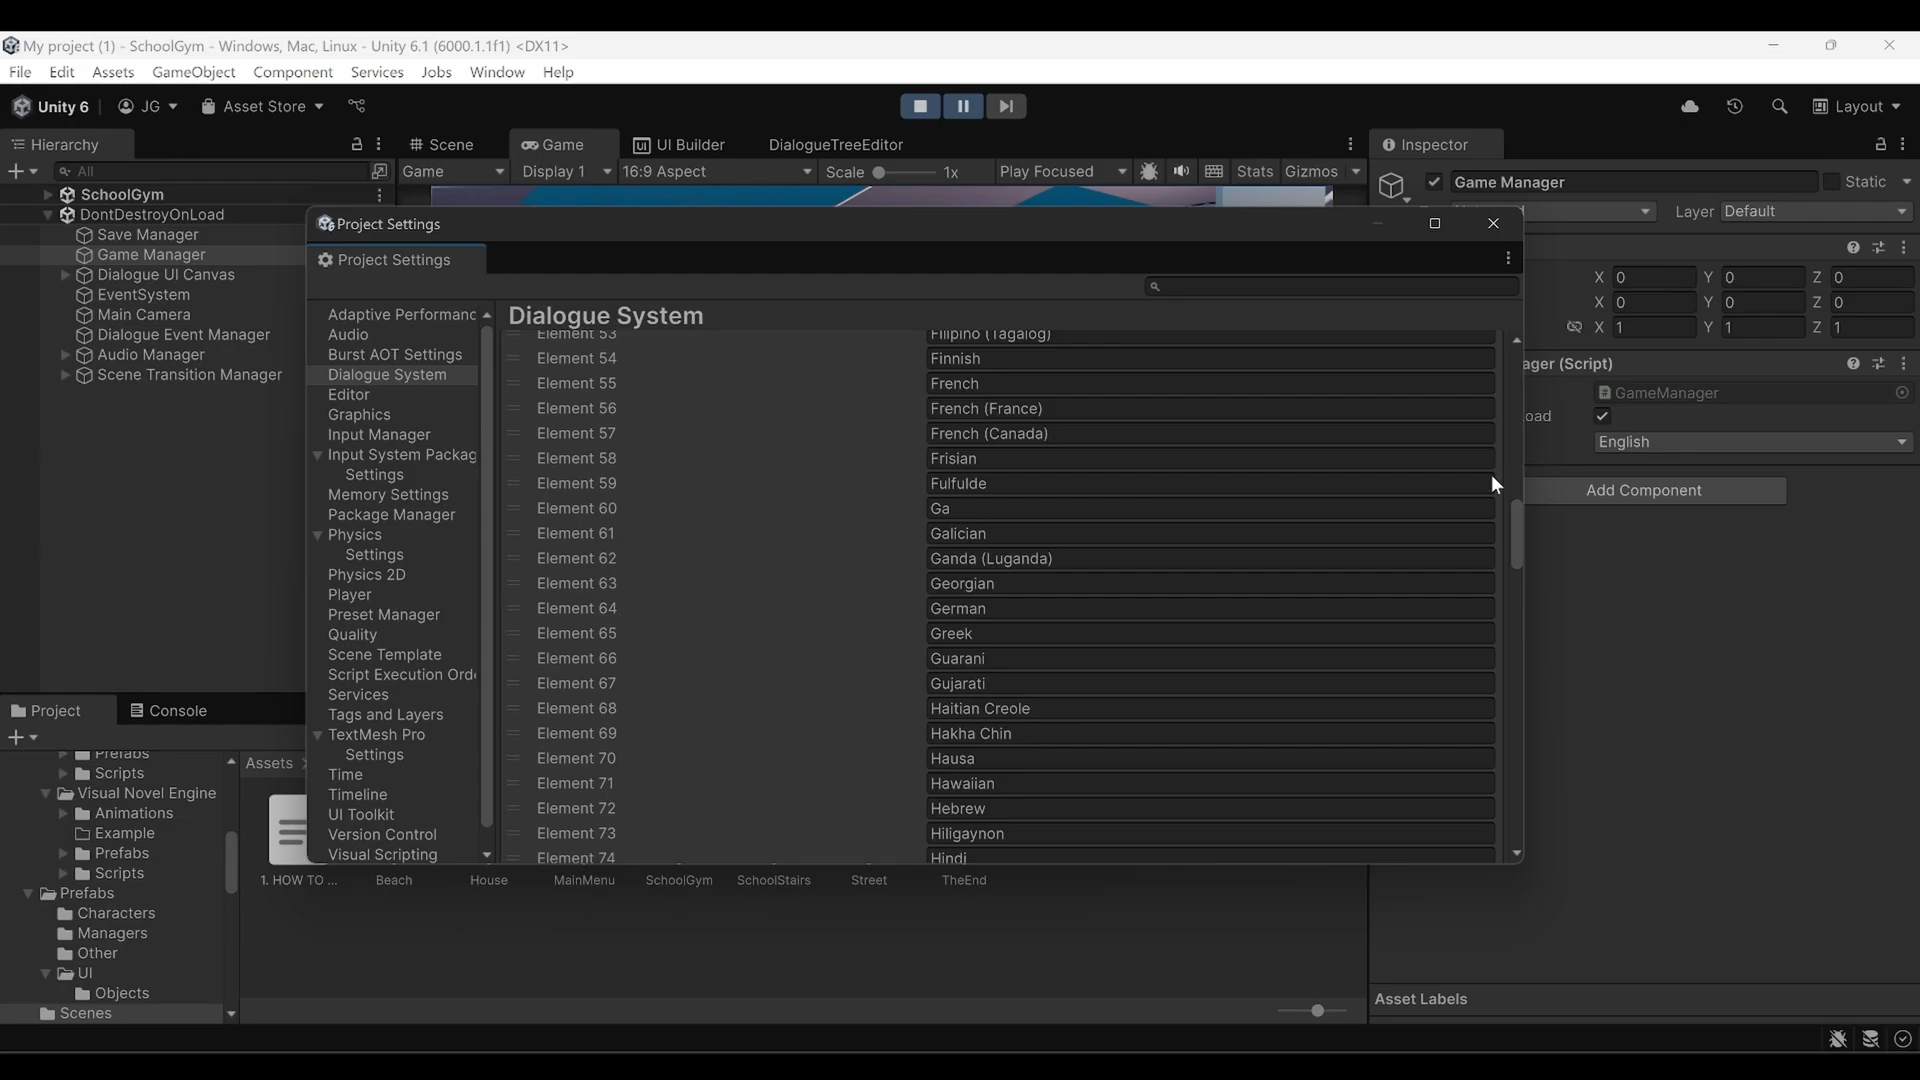 My project (1) - SchoolGym - Windows, Mac, Linux - Unity 6.1 (6000.1.1f1) <DX11>
File Edit Assets GameObject Component Services Jobs Window Help
Unity 6 JG Asset Store Layout
Hierarchy
All
SchoolGym
DontDestroyOnLoad
Save Manager
Game Manager
Dialogue UI Canvas
EventSystem
Main Camera
Dialogue Event Manager
Audio Manager
Scene Transition Manager
Scene Game UI Builder DialogueTreeEditor
Game Display 1 16:9 Aspect Scale 1x Play Focused Stats Gizmos
Project Settings
Project Settings
Adaptive Performanc
Audio
Burst AOT Settings
Dialogue System
Editor
Graphics
Input Manager
Input System Packag
Settings
Memory Settings
Package Manager
Physics
Settings
Physics 2D
Player
Preset Manager
Quality
Scene Template
Script Execution Ord
Services
Tags and Layers
TextMesh Pro
Settings
Time
Timeline
UI Toolkit
Version Control
Visual Scripting
Dialogue System
Element 53 Filipino (Tagalog)
Element 54 Finnish
Element 55 French
Element 56 French (France)
Element 57 French (Canada)
Element 58 Frisian
Element 59 Fulfulde
Element 60 Ga
Element 61 Galician
Element 62 Ganda (Luganda)
Element 63 Georgian
Element 64 German
Element 65 Greek
Element 66 Guarani
Element 67 Gujarati
Element 68 Haitian Creole
Element 69 Hakha Chin
Element 70 Hausa
Element 71 Hawaiian
Element 72 Hebrew
Element 73 Hiligaynon
Element 74 Hindi
Inspector
Game Manager Static
Layer Default
X 0 Y 0 Z 0
X 0 Y 0 Z 0
X 1 Y 1 Z 1
ager (Script)
GameManager
oad
English
Add Component
Asset Labels
Project Console
Prefabs
Scripts
Visual Novel Engine
Animations
Example
Prefabs
Scripts
Prefabs
Characters
Managers
Other
UI
Objects
Scenes
Assets
1. HOW TO ... Beach House MainMenu SchoolGym SchoolStairs Street TheEnd